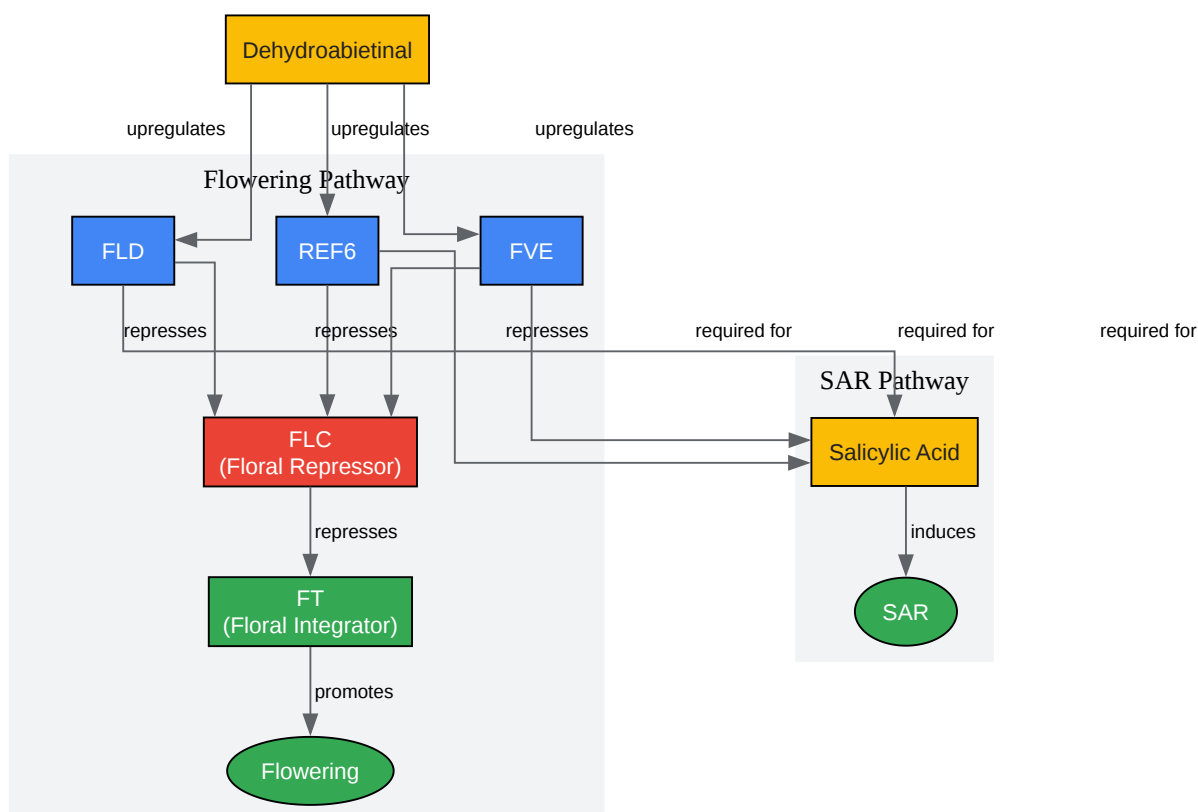 Dehydroabietinal
upregulates
upregulates
upregulates
Flowering Pathway
FLD
REF6
FVE
represses
represses
represses
required for
required for
required for
SAR Pathway
FLC
(Floral Repressor)
Salicylic Acid
represses
induces
FT
(Floral Integrator)
SAR
promotes
Flowering